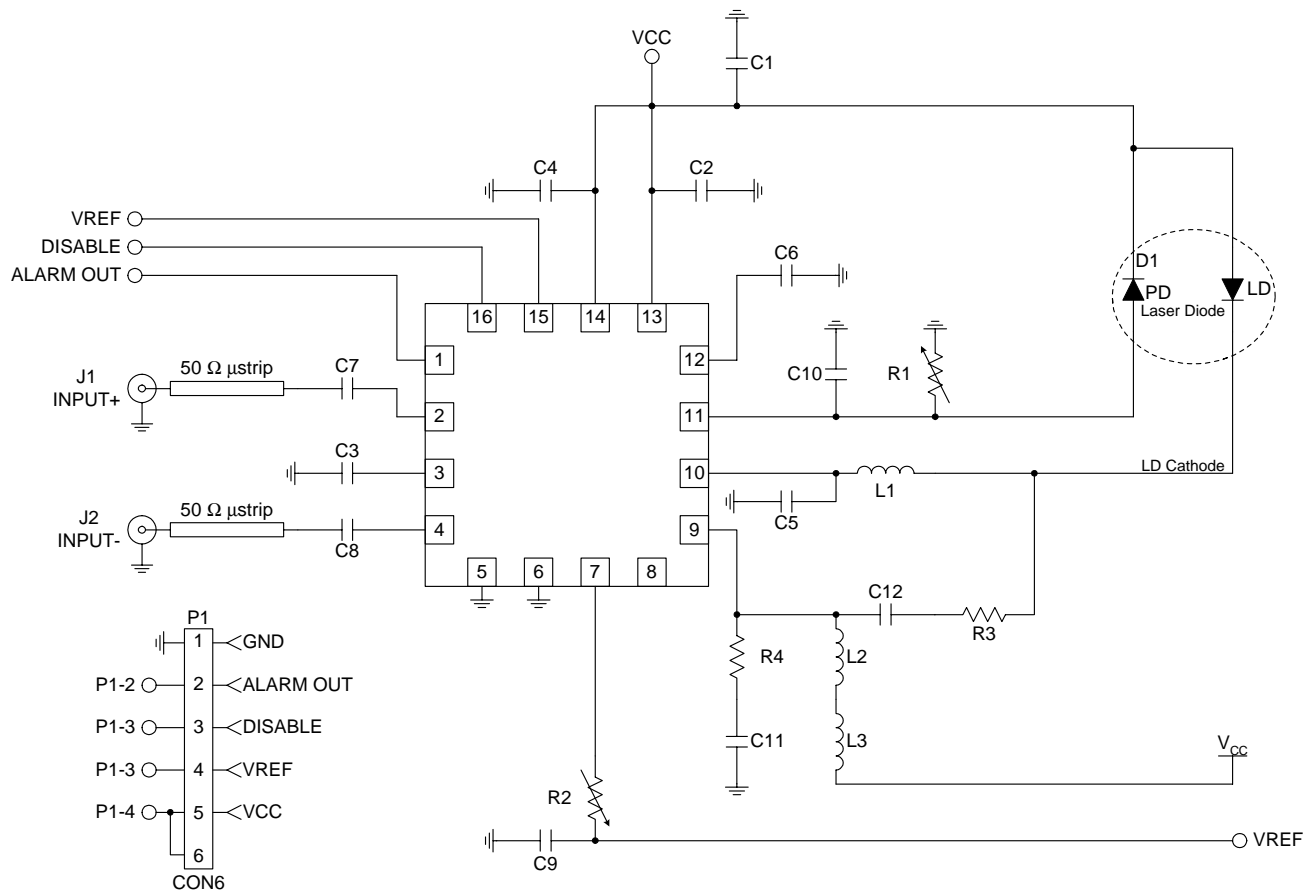 VCC
C1
C4
C2
VREF
DISABLE
ALARM OUT
C6
D1
PD
LD
Laser Diode
16
15
14
13
1
12
50 Ω µstrip
C7
J1
INPUT+
C10
R1
2
11
C3
3
10
LD Cathode
L1
C5
50 Ω µstrip
J2
INPUT-
C8
4
9
5
6
7
8
C12
R3
R4
L2
C11
L3
V_CC
R2
C9
VREF
P1
1
GND
P1-2
2
ALARM OUT
P1-3
3
DISABLE
P1-3
4
VREF
P1-4
5
VCC
6
CON6